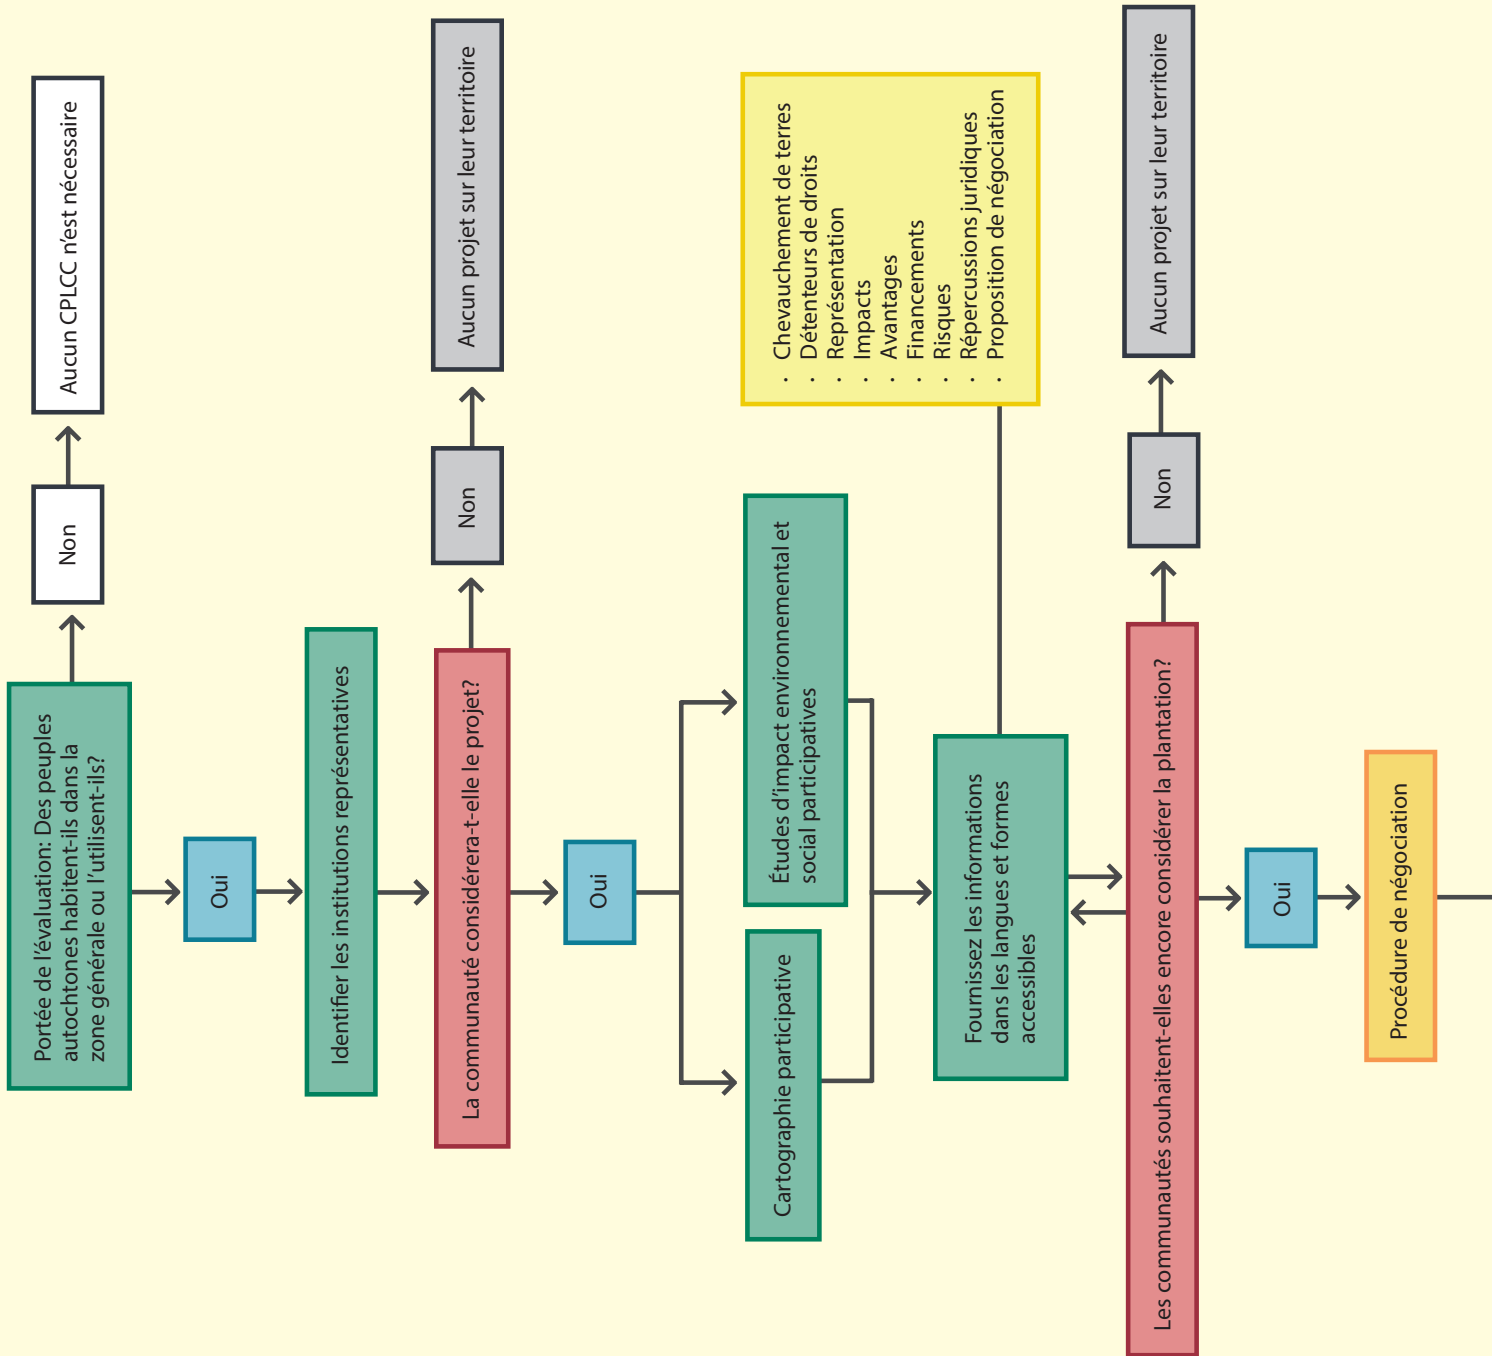 Portée de l'évaluation: Des peuples
autochtones habitent-ils dans la
zone générale ou l'utilisent-ils?
Non
Aucun CPLCC n'est nécessaire
Oui
Identifier les institutions représentatives
La communauté considérera-t-elle le projet?
Non
Aucun projet sur leur territoire
Oui
Cartographie participative
Études d'impact environnemental et
social participatives
Fournissez les informations
dans les langues et formes
accessibles
· Chevauchement de terres
· Détenteurs de droits
· Représentation
· Impacts
· Avantages
· Financements
· Risques
· Répercussions juridiques
· Proposition de négociation
Les communautés souhaitent-elles encore considérer la plantation?
Non
Aucun projet sur leur territoire
Oui
Procédure de négociation